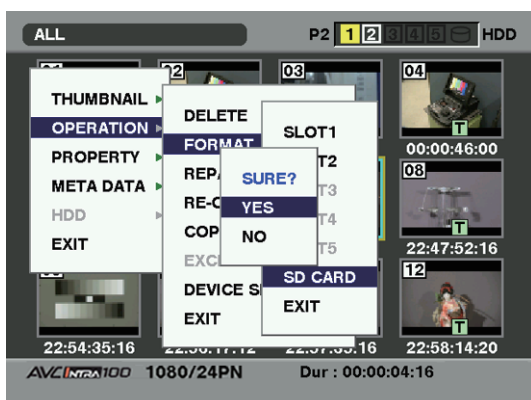 ALL P2 1 2 3 4 5 HDD
02 03 04
THUMBNAIL
OPERATION
PROPERTY
META DATA
HDD
EXIT
DELETE
FORMAT
REP
RE-C
COP
EXC
DEVICE S
EXIT
SLOT1
T2
T3
T4
T5
SD CARD
EXIT
SURE?
YES
NO
T
00:00:46:00
08
T
22:47:52:16
12
T
22:54:35:16 22:58:14:20
AVC INTRA 100 1080/24PN Dur : 00:00:04:16